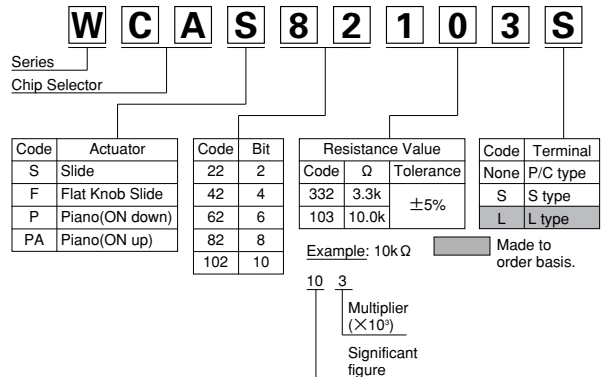 W C A S 8 2 1 0 3 S
Series
Chip Selector
Code Actuator
S Slide
F Flat Knob Slide
P Piano(ON down)
PA Piano(ON up)
Code Bit
22 2
42 4
62 6
82 8
102 10
Resistance Value
Code Ω Tolerance
332 3.3k ±5%
103 10.0k
Code Terminal
None P/C type
S S type
L L type
Made to
order basis.
Example: 10kΩ
10 3
Multiplier
(×10³)
Significant
figure